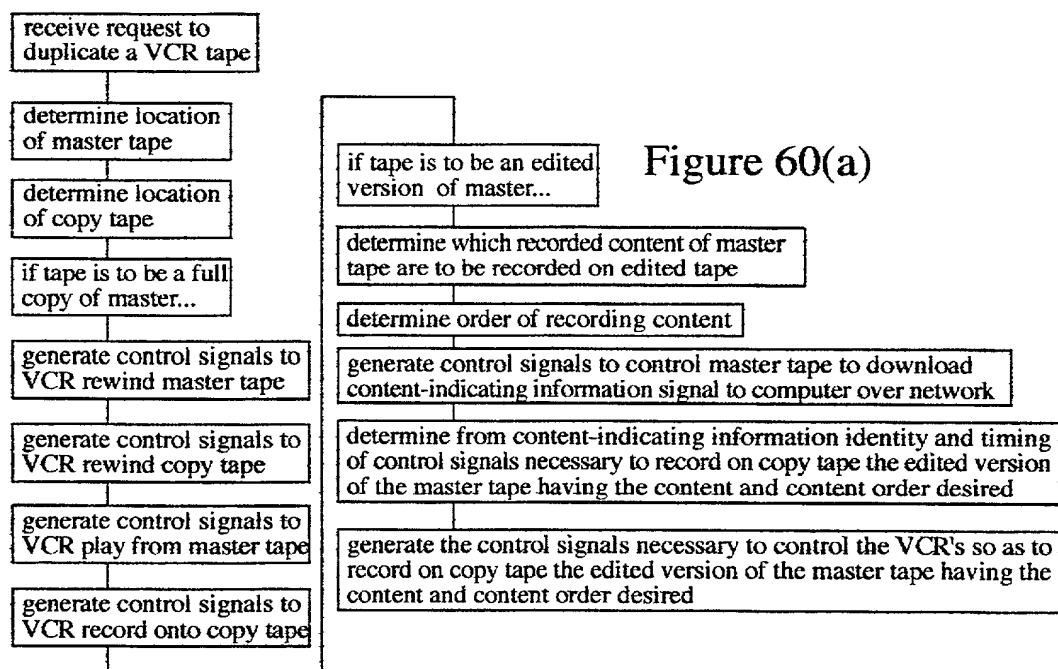 receive request to
duplicate a VCR tape
determine location
of master tape
determine location
of copy tape
if tape is to be a full
copy of master...
generate control signals to
VCR rewind master tape
generate control signals to
VCR rewind copy tape
generate control signals to
VCR play from master tape
generate control signals to
VCR record onto copy tape
Figure 60(a)
if tape is to be an edited
version of master...
determine which recorded content of master
tape are to be recorded on edited tape
determine order of recording content
generate control signals to control master tape to download
content-indicating information signal to computer over network
determine from content-indicating information identity and timing
of control signals necessary to record on copy tape the edited version
of the master tape having the content and content order desired
generate the control signals necessary to control the VCR's so as to
record on copy tape the edited version of the master tape having the
content and content order desired